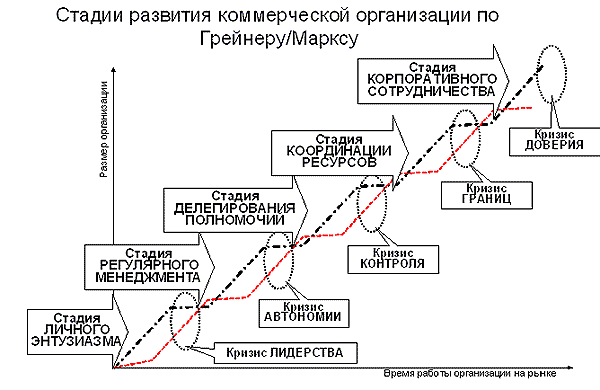 Стадии развития коммерческой организации по
Грейнеру/Марксу
Размер организации
Стадия
КОРПОРАТИВНОГО
СОТРУДНИЧЕСТВА
Кризис
ДОВЕРИЯ
Стадия
КООРДИНАЦИИ
РЕСУРСОВ
Кризис
ГРАНИЦ
Стадия
ДЕЛЕГИРОВАНИЯ
ПОЛНОМОЧИЙ
Кризис
КОНТРОЛЯ
Стадия
РЕГУЛЯРНОГО
МЕНЕДЖМЕНТА
Кризис
АВТОНОМИИ
Стадия
ЛИЧНОГО
ЭНТУЗИАЗМА
Кризис ЛИДЕРСТВА
Время работы организации на рынке